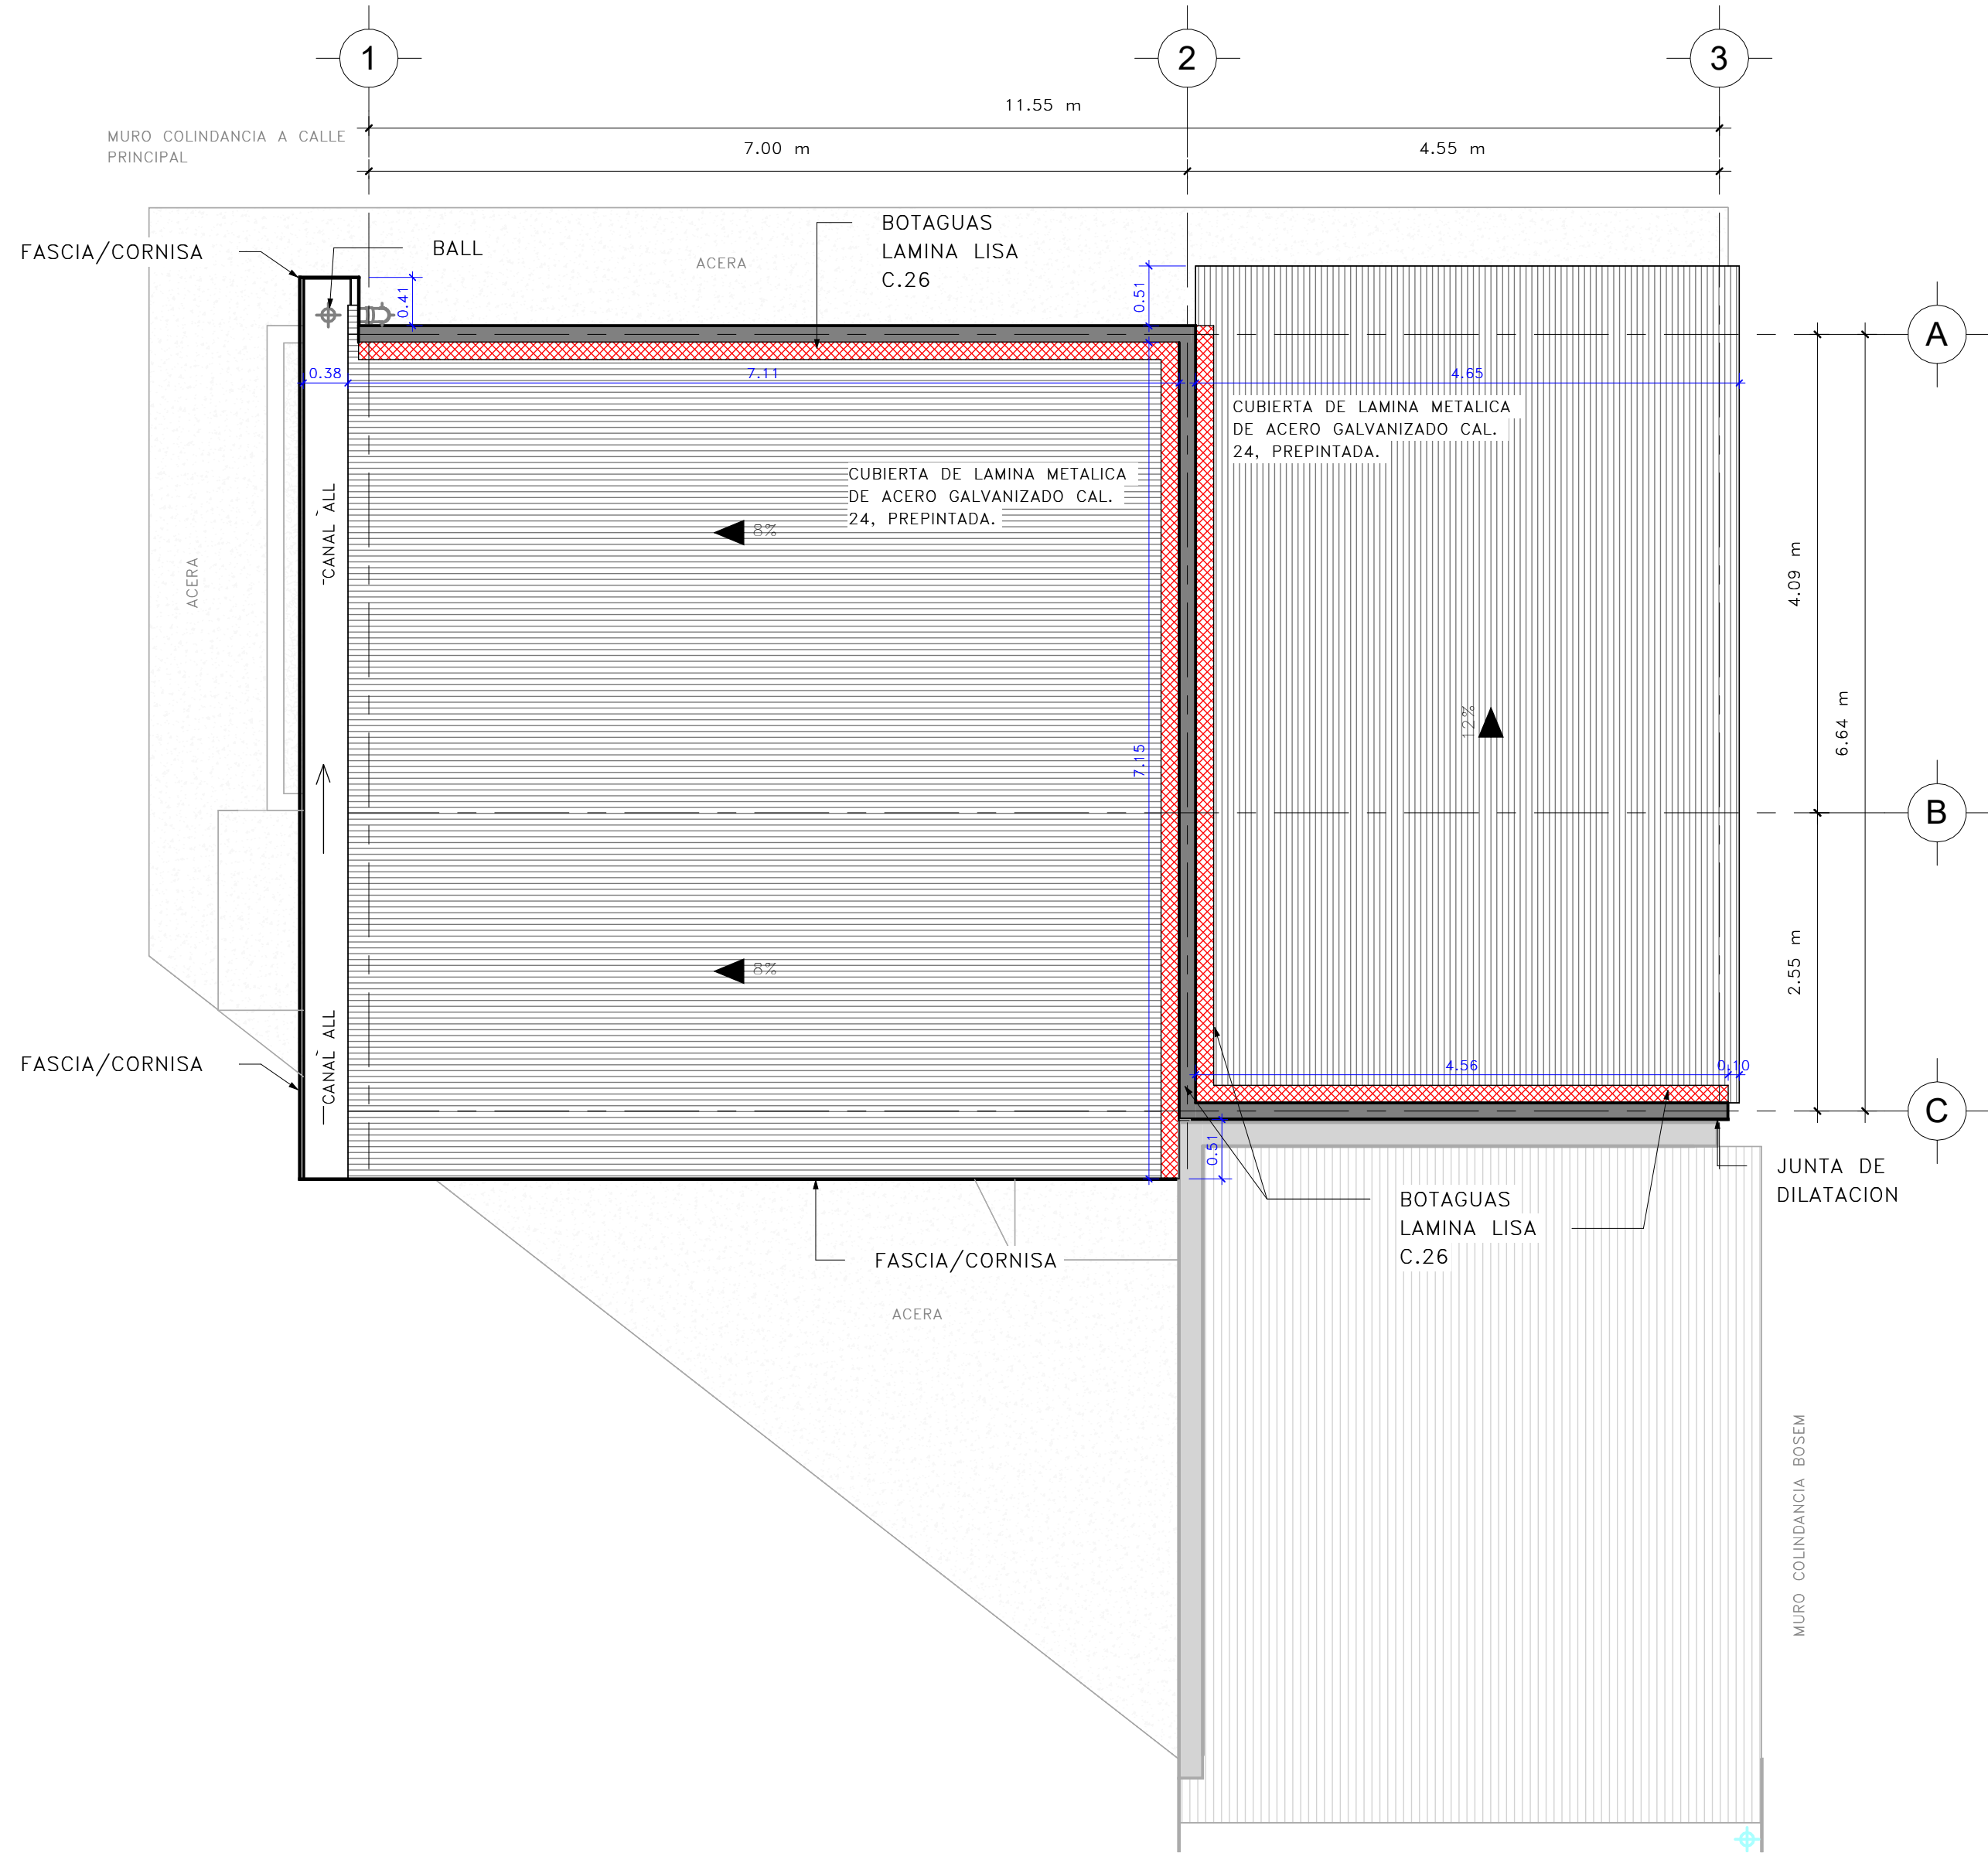 1
2
3
11.55 m
7.00 m
4.55 m
MURO COLINDANCIA A CALLE
PRINCIPAL
FASCIA/CORNISA
BALL
BOTAGUAS
LAMINA LISA
C.26
ACERA
0.41
0.51
A
0.38
7.11
4.65
CUBIERTA DE LAMINA METALICA
DE ACERO GALVANIZADO CAL.
24, PREPINTADA.
CUBIERTA DE LAMINA METALICA
DE ACERO GALVANIZADO CAL.
24, PREPINTADA.
CANAL ALL
8%
ACERA
4.09 m
6.64 m
12%
7.15
B
8%
2.55 m
CANAL ALL
FASCIA/CORNISA
4.56
0.10
C
0.51
JUNTA DE
DILATACION
BOTAGUAS
LAMINA LISA
C.26
FASCIA/CORNISA
ACERA
MURO COLINDANCIA BOSEM